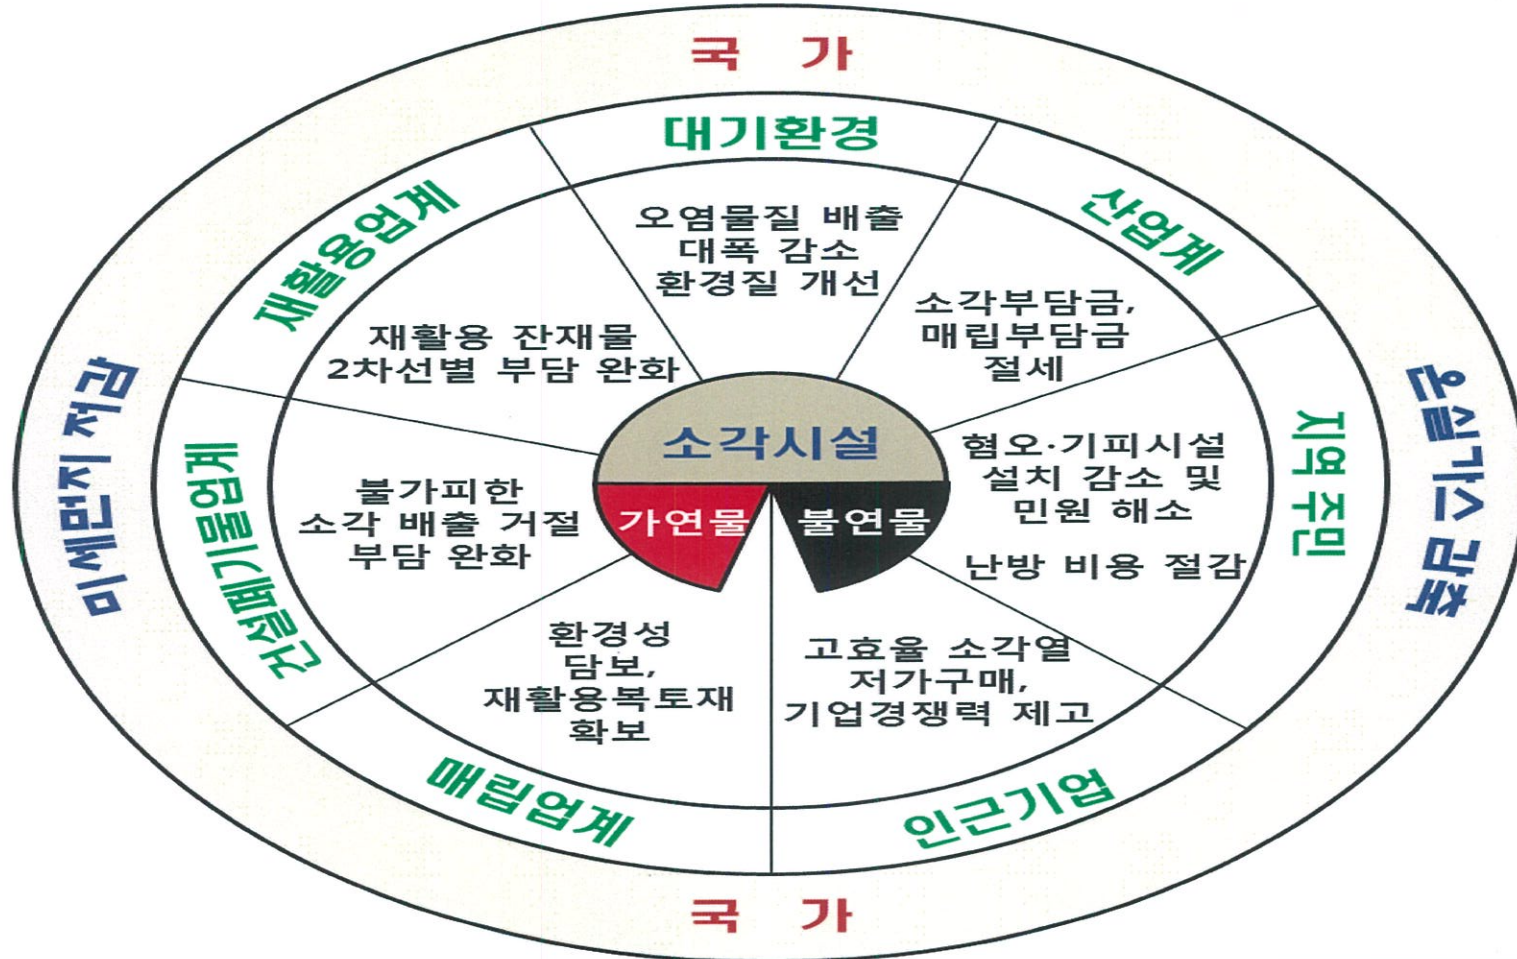 국 가
대기환경
오염물질 배출
대폭 감소
환경질 개선
산업계
소각부담금,
매립부담금
절세
지역 주민
혐오·기피시설
설치 감소 및
민원 해소
난방 비용 절감
인근기업
고효율 소각열
저가구매,
기업경쟁력 제고
매립업계
환경성
담보,
재활용복토재
확보
건설폐기물업계
불가피한
소각 배출 거절
부담 완화
재활용업계
재활용 잔재물
2차선별 부담 완화
소각시설
가연물
불연물
미세먼지 저감
온실가스 감축
국 가